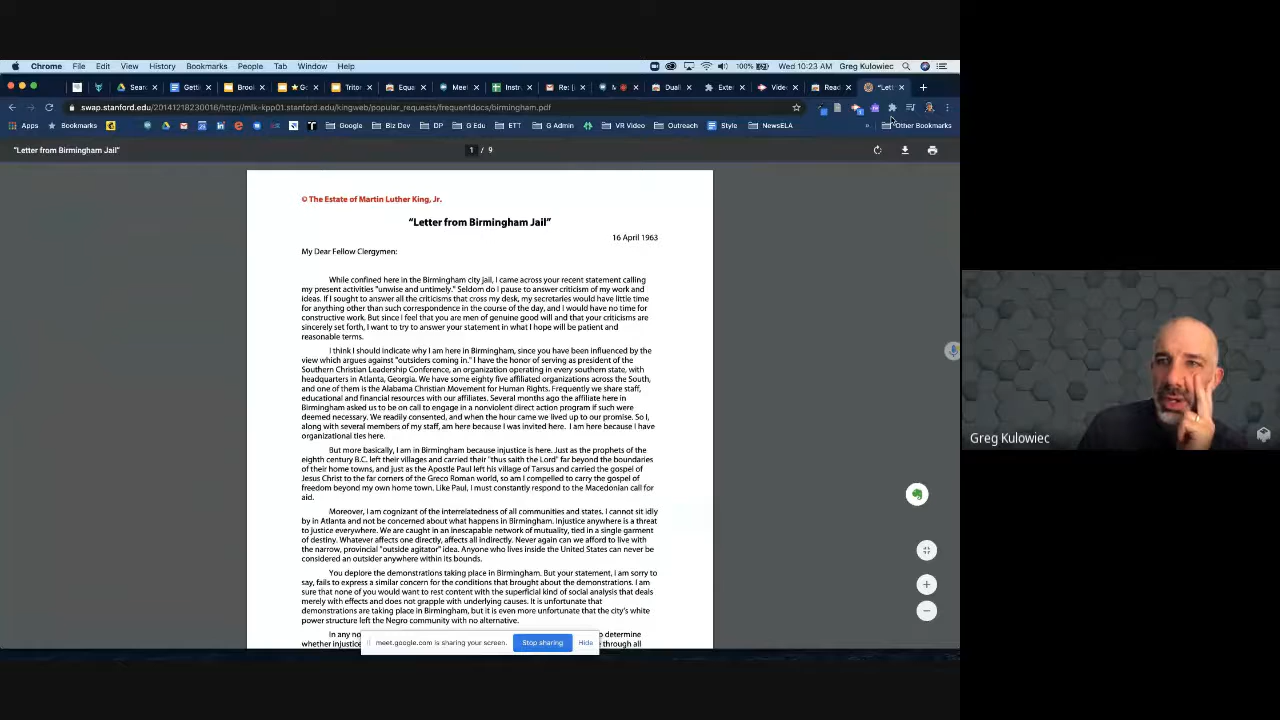 Chrome File Edit View History Bookmarks People Tab Window Help 100% Wed 10:23 AM Greg Kulowiec
Sear Getti Broo Gr Tritor Equa Mee Instr Re: [ M Duall Exter Vide Read "Lett
swap.stanford.edu/20141218230016/http://mlk-kpp01.stanford.edu/kingweb/popular_requests/frequentdocs/birmingham.pdf
Apps Bookmarks Google Biz Dev DP G Edu ETT G Admin VR Video Outreach Style NewsELA » Other Bookmarks
"Letter from Birmingham Jail" 1 / 9
© The Estate of Martin Luther King, Jr.
"Letter from Birmingham Jail"
16 April 1963
My Dear Fellow Clergymen:
While confined here in the Birmingham city jail, I came across your recent statement calling
my present activities "unwise and untimely." Seldom do I pause to answer criticism of my work and
ideas. If I sought to answer all the criticisms that cross my desk, my secretaries would have little time
for anything other than such correspondence in the course of the day, and I would have no time for
constructive work. But since I feel that you are men of genuine good will and that your criticisms are
sincerely set forth, I want to try to answer your statement in what I hope will be patient and
reasonable terms.
I think I should indicate why I am here in Birmingham, since you have been influenced by the
view which argues against "outsiders coming in." I have the honor of serving as president of the
Southern Christian Leadership Conference, an organization operating in every southern state, with
headquarters in Atlanta, Georgia. We have some eighty five affiliated organizations across the South,
and one of them is the Alabama Christian Movement for Human Rights. Frequently we share staff,
educational and financial resources with our affiliates. Several months ago the affiliate here in
Birmingham asked us to be on call to engage in a nonviolent direct action program if such were
deemed necessary. We readily consented, and when the hour came we lived up to our promise. So I,
along with several members of my staff, am here because I was invited here. I am here because I have
organizational ties here.
But more basically, I am in Birmingham because injustice is here. Just as the prophets of the
eighth century B.C. left their villages and carried their "thus saith the Lord" far beyond the boundaries
of their home towns, and just as the Apostle Paul left his village of Tarsus and carried the gospel of
Jesus Christ to the far corners of the Greco Roman world, so am I compelled to carry the gospel of
freedom beyond my own home town. Like Paul, I must constantly respond to the Macedonian call for
aid.
Moreover, I am cognizant of the interrelatedness of all communities and states. I cannot sit idly
by in Atlanta and not be concerned about what happens in Birmingham. Injustice anywhere is a threat
to justice everywhere. We are caught in an inescapable network of mutuality, tied in a single garment
of destiny. Whatever affects one directly, affects all indirectly. Never again can we afford to live with
the narrow, provincial "outside agitator" idea. Anyone who lives inside the United States can never be
considered an outsider anywhere within its bounds.
You deplore the demonstrations taking place in Birmingham. But your statement, I am sorry to
say, fails to express a similar concern for the conditions that brought about the demonstrations. I am
sure that none of you would want to rest content with the superficial kind of social analysis that deals
merely with effects and does not grapple with underlying causes. It is unfortunate that
demonstrations are taking place in Birmingham, but it is even more unfortunate that the city's white
power structure left the Negro community with no alternative.
In any no o determine
whether injustice through all
meet.google.com is sharing your screen. Stop sharing Hide
Greg Kulowiec